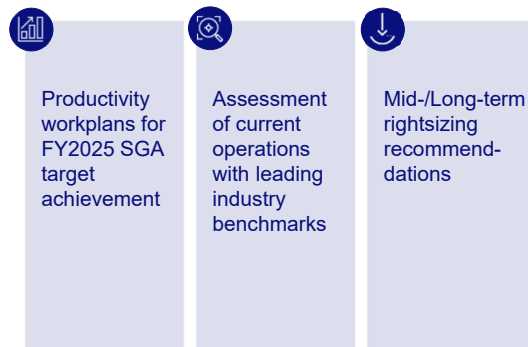 Productivity
workplans for
FY2025 SGA
target
achievement
Assessment
of current
operations
with leading
industry
benchmarks
Mid-/Long-term
rightsizing
recommend-
dations